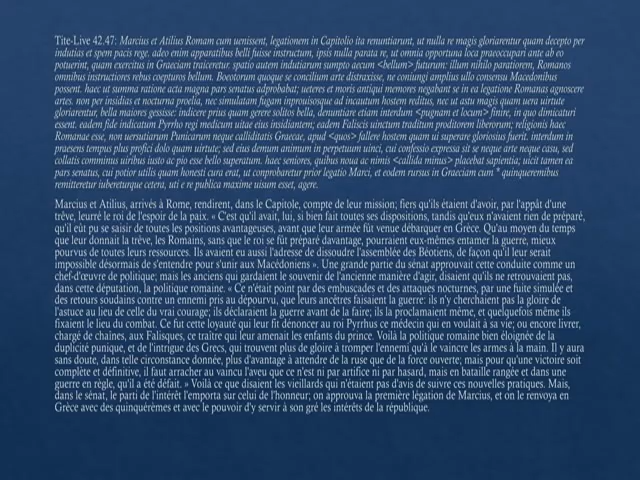 Tite-Live 42.47: Marcius et Atilius Romam cum uenissent, legationem in Capitolio ita renuntiarunt, ut nulla re magis gloriarentur quam decepto per
indutias et spem pacis rege. adeo enim apparatibus belli fuisse instructum, ipsis nulla parata re, ut omnia opportuna loca praeoccupari ante ab eo
potuerint, quam exercitus in Graeciam traiceretur. spatio autem indutiarum sumpto aecum <bellum> futurum: illum nihilo paratiorem, Romanos
omnibus instructiores rebus coepturos bellum. Boeotorum quoque se concilium arte distraxisse, ne coniungi amplius ullo consensu Macedonibus
possent. haec ut summa ratione acta magna pars senatus adprobabat; ueteres et moris antiqui memores negabant se in ea legatione Romanas agnoscere
artes. non per insidias et nocturna proelia, nec simulatam fugam inprouisosque ad incautum hostem reditus, nec ut astu magis quam uera uirtute
gloriarentur, bella maiores gessisse: indicere prius quam gerere solitos bella, denuntiare etiam interdum <pugnam et locum> finire, in quo dimicaturi
essent. eadem fide indicatum Pyrrho regi medicum uitae eius insidiantem; eadem Faliscis uinctum traditum proditorem liberorum; religionis haec
Romanae esse, non uersutiarum Punicarum neque calliditatis Graecae, apud <quos> fallere hostem quam ui superare gloriosius fuerit. interdum in
praesens tempus plus profici dolo quam uirtute; sed eius demum animum in perpetuum uinci, cui confessio expressa sit se neque arte neque casu, sed
collatis comminus uiribus iusto ac pio esse bello superatum. haec seniores, quibus noua ac nimis <callida minus> placebat sapientia; uicit tamen ea
pars senatus, cui potior utilis quam honesti cura erat, ut conprobaretur prior legatio Marci, et eodem rursus in Graeciam cum * quinqueremibus
remitteretur iubereturque cetera, uti e re publica maxime uisum esset, agere.
Marcius et Atilius, arrivés à Rome, rendirent, dans le Capitole, compte de leur mission; fiers qu'ils étaient d'avoir, par l'appât d'une
trêve, leurré le roi de l'espoir de la paix. « C'est qu'il avait, lui, si bien fait toutes ses dispositions, tandis qu'eux n'avaient rien de préparé,
qu'il eût pu se saisir de toutes les positions avantageuses, avant que leur armée fût venue débarquer en Grèce. Qu'au moyen du temps
que leur donnait la trêve, les Romains, sans que le roi se fût préparé davantage, pourraient eux-mêmes entamer la guerre, mieux
pourvus de toutes leurs ressources. Ils avaient eu aussi l'adresse de dissoudre l'assemblée des Béotiens, de façon qu'il leur serait
impossible désormais de s'entendre pour s'unir aux Macédoniens ». Une grande partie du sénat approuvait cette conduite comme un
chef-d'œuvre de politique; mais les anciens qui gardaient le souvenir de l'ancienne manière d'agir, disaient qu'ils ne retrouvaient pas,
dans cette députation, la politique romaine. « Ce n'était point par des embuscades et des attaques nocturnes, par une fuite simulée et
des retours soudains contre un ennemi pris au dépourvu, que leurs ancêtres faisaient la guerre: ils n'y cherchaient pas la gloire de
l'astuce au lieu de celle du vrai courage; ils déclaraient la guerre avant de la faire; ils la proclamaient même, et quelquefois même ils
fixaient le lieu du combat. Ce fut cette loyauté qui leur fit dénoncer au roi Pyrrhus ce médecin qui en voulait à sa vie; ou encore livrer,
chargé de chaînes, aux Falisques, ce traître qui leur amenait les enfants du prince. Voilà la politique romaine bien éloignée de la
duplicité punique, et de l'intrigue des Grecs, qui trouvent plus de gloire à tromper l'ennemi qu'à le vaincre les armes à la main. Il y aura
sans doute, dans telle circonstance donnée, plus d'avantage à attendre de la ruse que de la force ouverte; mais pour qu'une victoire soit
complète et définitive, il faut arracher au vaincu l'aveu que ce n'est ni par artifice ni par hasard, mais en bataille rangée et dans une
guerre en règle, qu'il a été défait. » Voilà ce que disaient les vieillards qui n'étaient pas d'avis de suivre ces nouvelles pratiques. Mais,
dans le sénat, le parti de l'intérêt l'emporta sur celui de l'honneur; on approuva la première légation de Marcius, et on le renvoya en
Grèce avec des quinquérèmes et avec le pouvoir d'y servir à son gré les intérêts de la république.